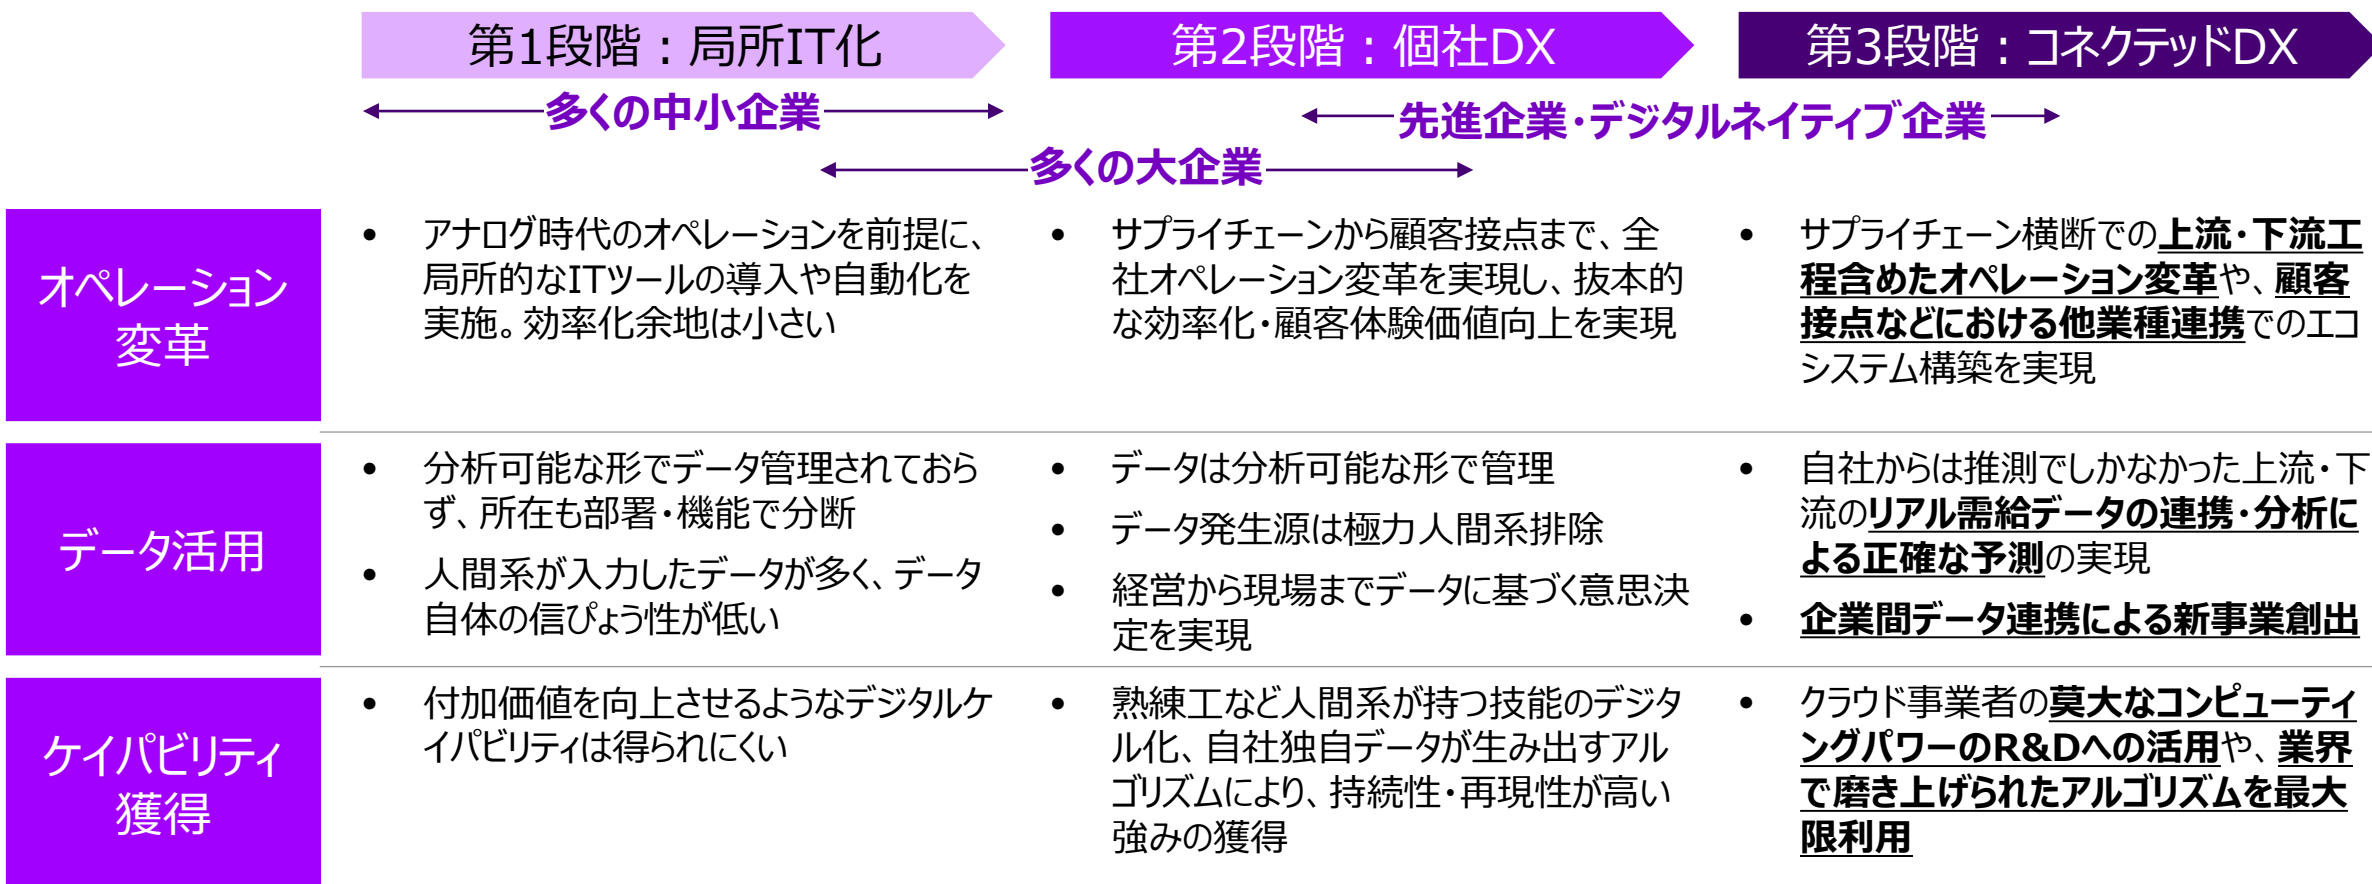 第1段階：局所IT化
第2段階：個社DX
第3段階：コネクテッドDX
多くの中小企業
先進企業・デジタルネイティブ企業
多くの大企業
オペレーション
変革
• アナログ時代のオペレーションを前提に、
局所的なITツールの導入や自動化を
実施。効率化余地は小さい
• サプライチェーンから顧客接点まで、全
社オペレーション変革を実現し、抜本的
な効率化・顧客体験価値向上を実現
• サプライチェーン横断での上流・下流工
程含めたオペレーション変革や、顧客
接点などにおける他業種連携でのエコ
システム構築を実現
データ活用
• 分析可能な形でデータ管理されておら
ず、所在も部署・機能で分断
• 人間系が入力したデータが多く、データ
自体の信ぴょう性が低い
• データは分析可能な形で管理
• データ発生源は極力人間系排除
• 経営から現場までデータに基づく意思決
定を実現
• 自社からは推測でしかなかった上流・下
流のリアル需給データの連携・分析に
よる正確な予測の実現
• 企業間データ連携による新事業創出
ケイパビリティ
獲得
• 付加価値を向上させるようなデジタルケ
イパビリティは得られにくい
• 熟練工など人間系が持つ技能のデジタ
ル化、自社独自データが生み出すアル
ゴリズムにより、持続性・再現性が高い
強みの獲得
• クラウド事業者の莫大なコンピューティ
ングパワーのR&Dへの活用や、業界
で磨き上げられたアルゴリズムを最大
限利用